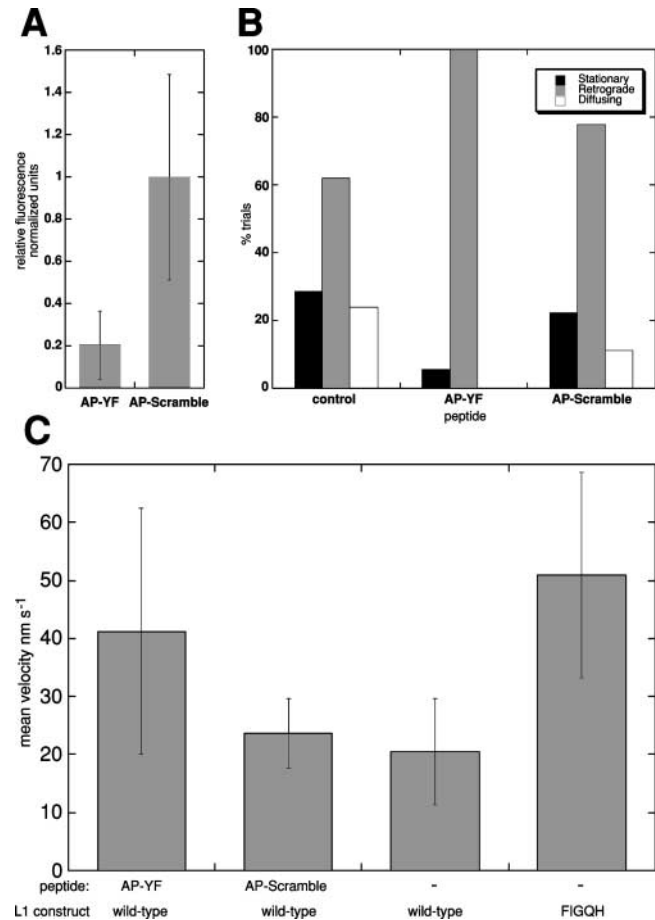 A
relative fluorescence
normalized units
1.6
1.4
1.2
1
0.8
0.6
0.4
0.2
0
AP-YF AP-Scramble
B
% trials
100
80
60
40
20
0
Stationary
Retrograde
Diffusing
control AP-YF AP-Scramble
peptide
C
mean velocity nm s-1
70
60
50
40
30
20
10
0
peptide: AP-YF AP-Scramble - -
L1 construct wild-type wild-type wild-type FIGQH